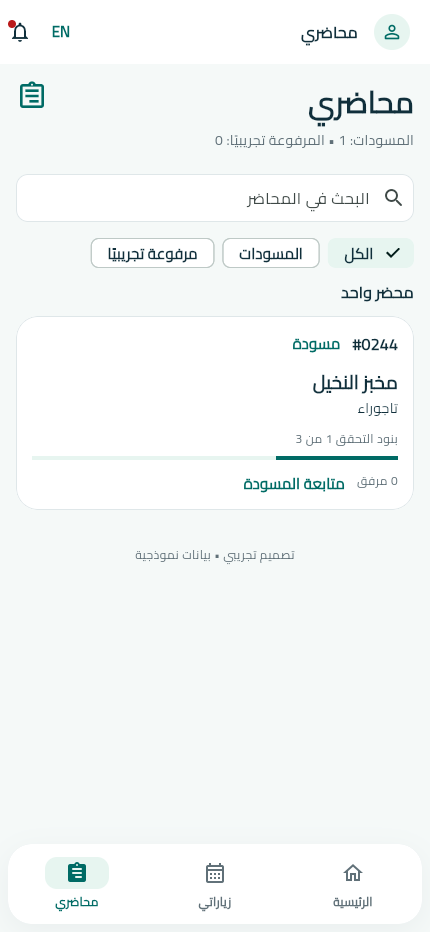 محاضري
EN
محاضري
المسودات: 1 • المرفوعة تجريبيًا: 0
البحث في المحاضر
الكل
المسودات
مرفوعة تجريبيًا
محضر واحد
#0244 مسودة
مخبز النخيل
تاجوراء
بنود التحقق 1 من 3
0 مرفق
متابعة المسودة
تصميم تجريبي • بيانات نموذجية
الرئيسية
زياراتي
محاضري